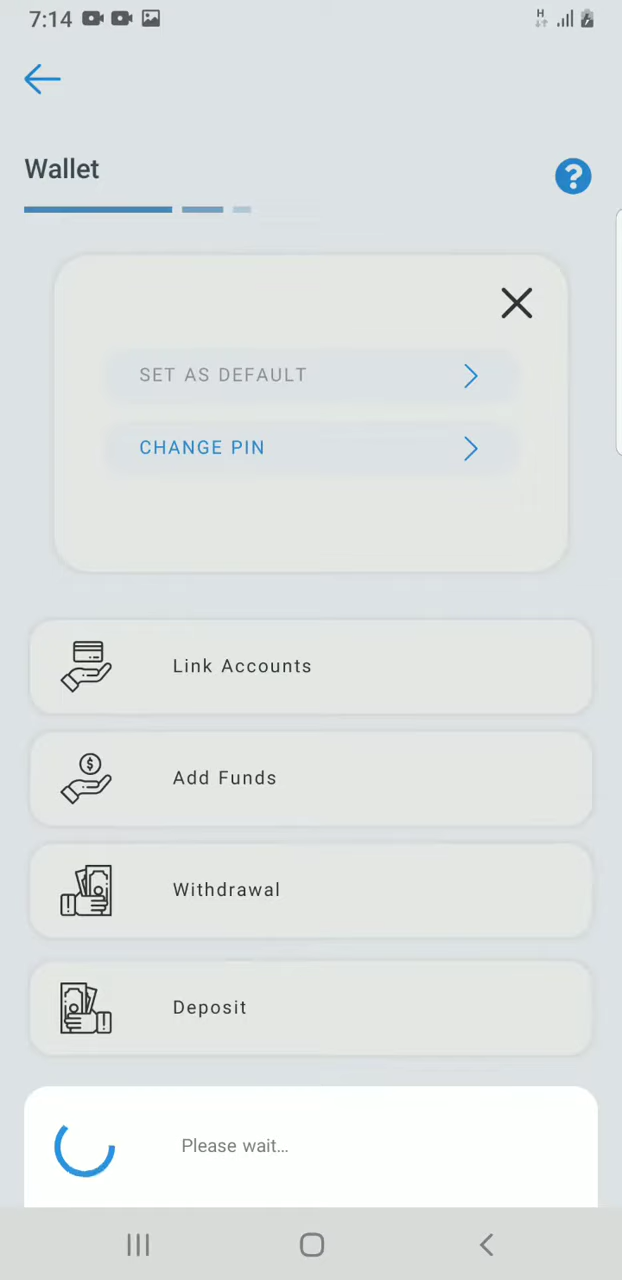 7:14
H
Wallet
?
SET AS DEFAULT
CHANGE PIN
Link Accounts
$
Add Funds
Withdrawal
Deposit
Please wait...